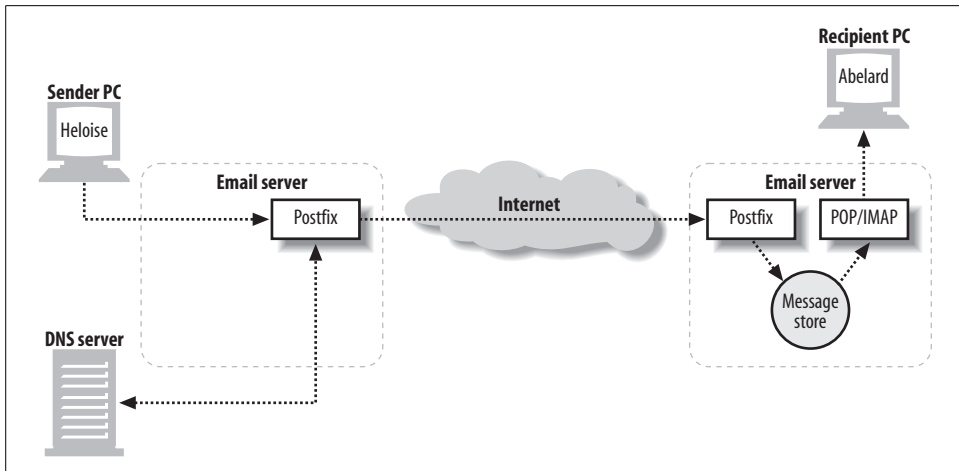 Recipient PC
Abelard
Sender PC
Heloise
Email server
Postfix
Internet
Email server
Postfix
POP/IMAP
Message
store
DNS server